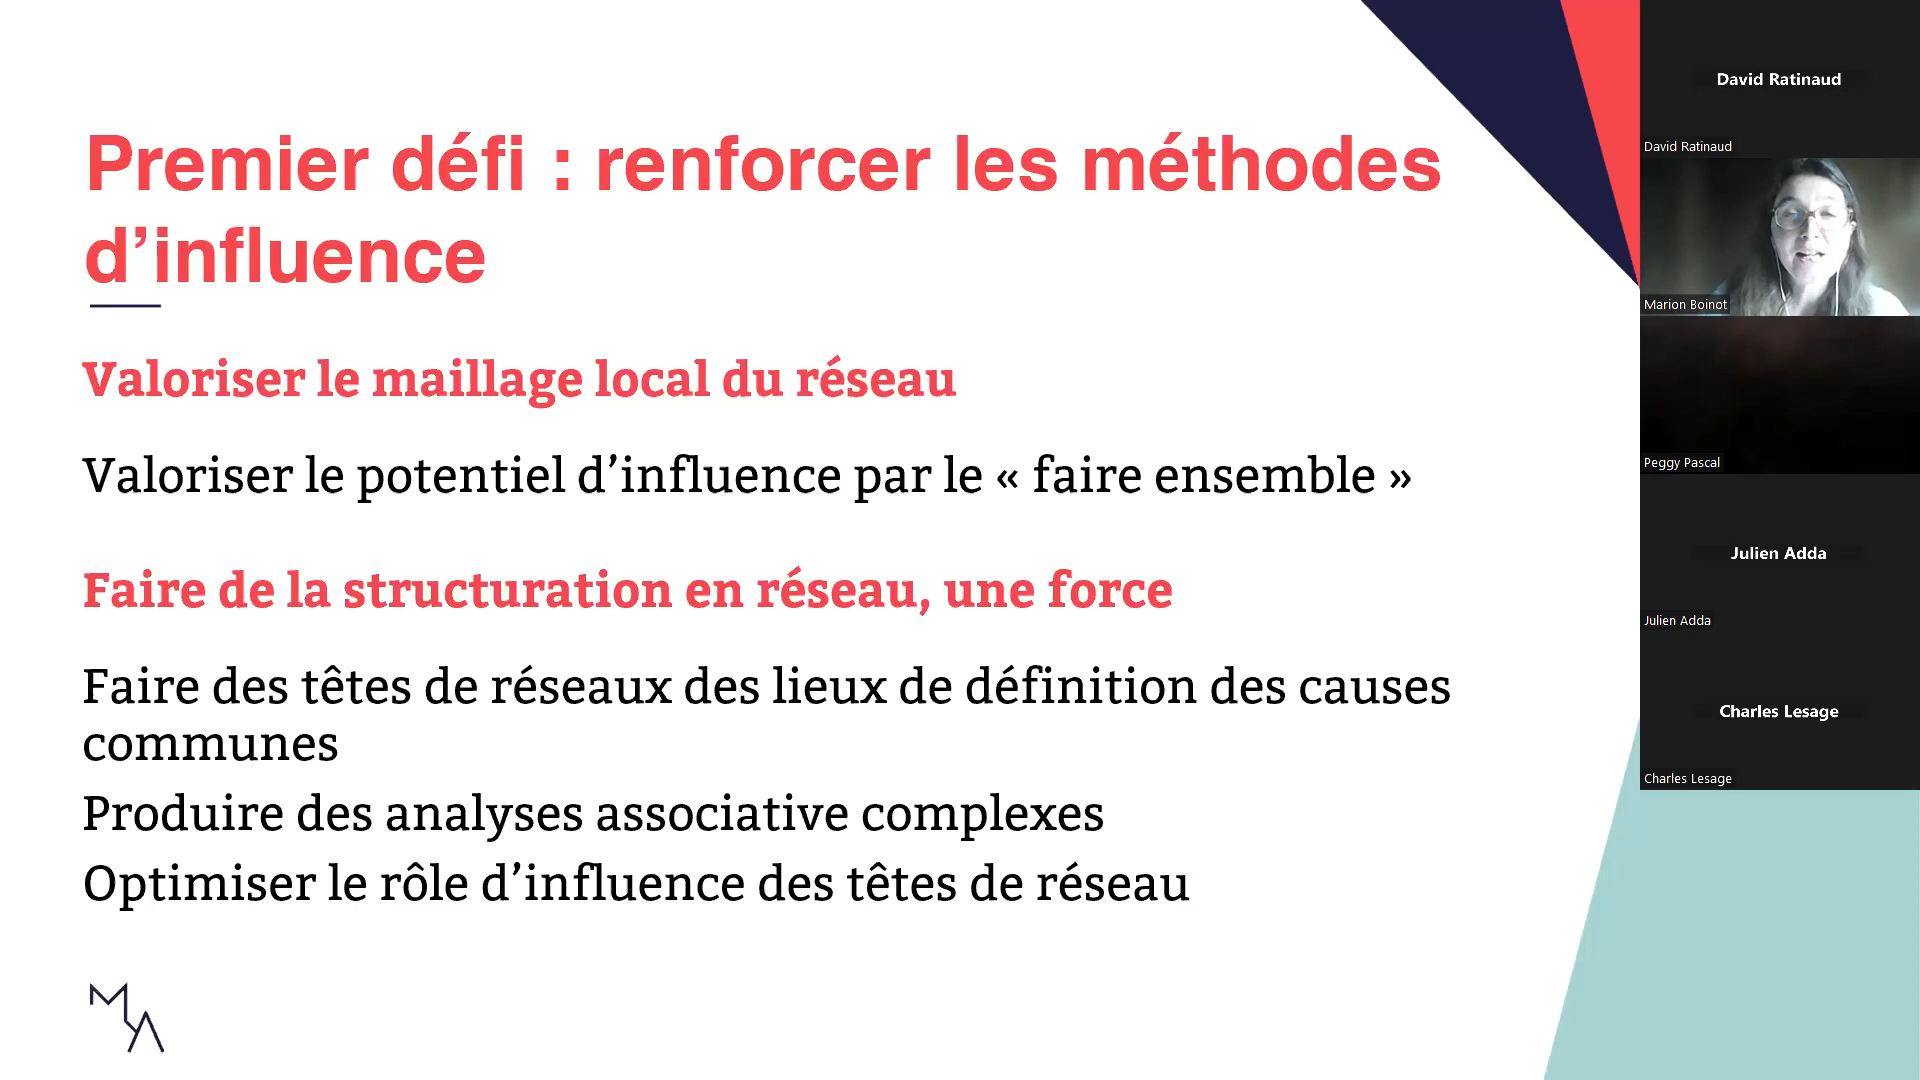 Premier défi : renforcer les méthodes
d’influence
Valoriser le maillage local du réseau
Valoriser le potentiel d’influence par le « faire ensemble »
Faire de la structuration en réseau, une force
Faire des têtes de réseaux des lieux de définition des causes
communes
Produire des analyses associative complexes
Optimiser le rôle d’influence des têtes de réseau
MA
David Ratinaud
David Ratinaud
Marion Boinot
Peggy Pascal
Julien Adda
Julien Adda
Charles Lesage
Charles Lesage